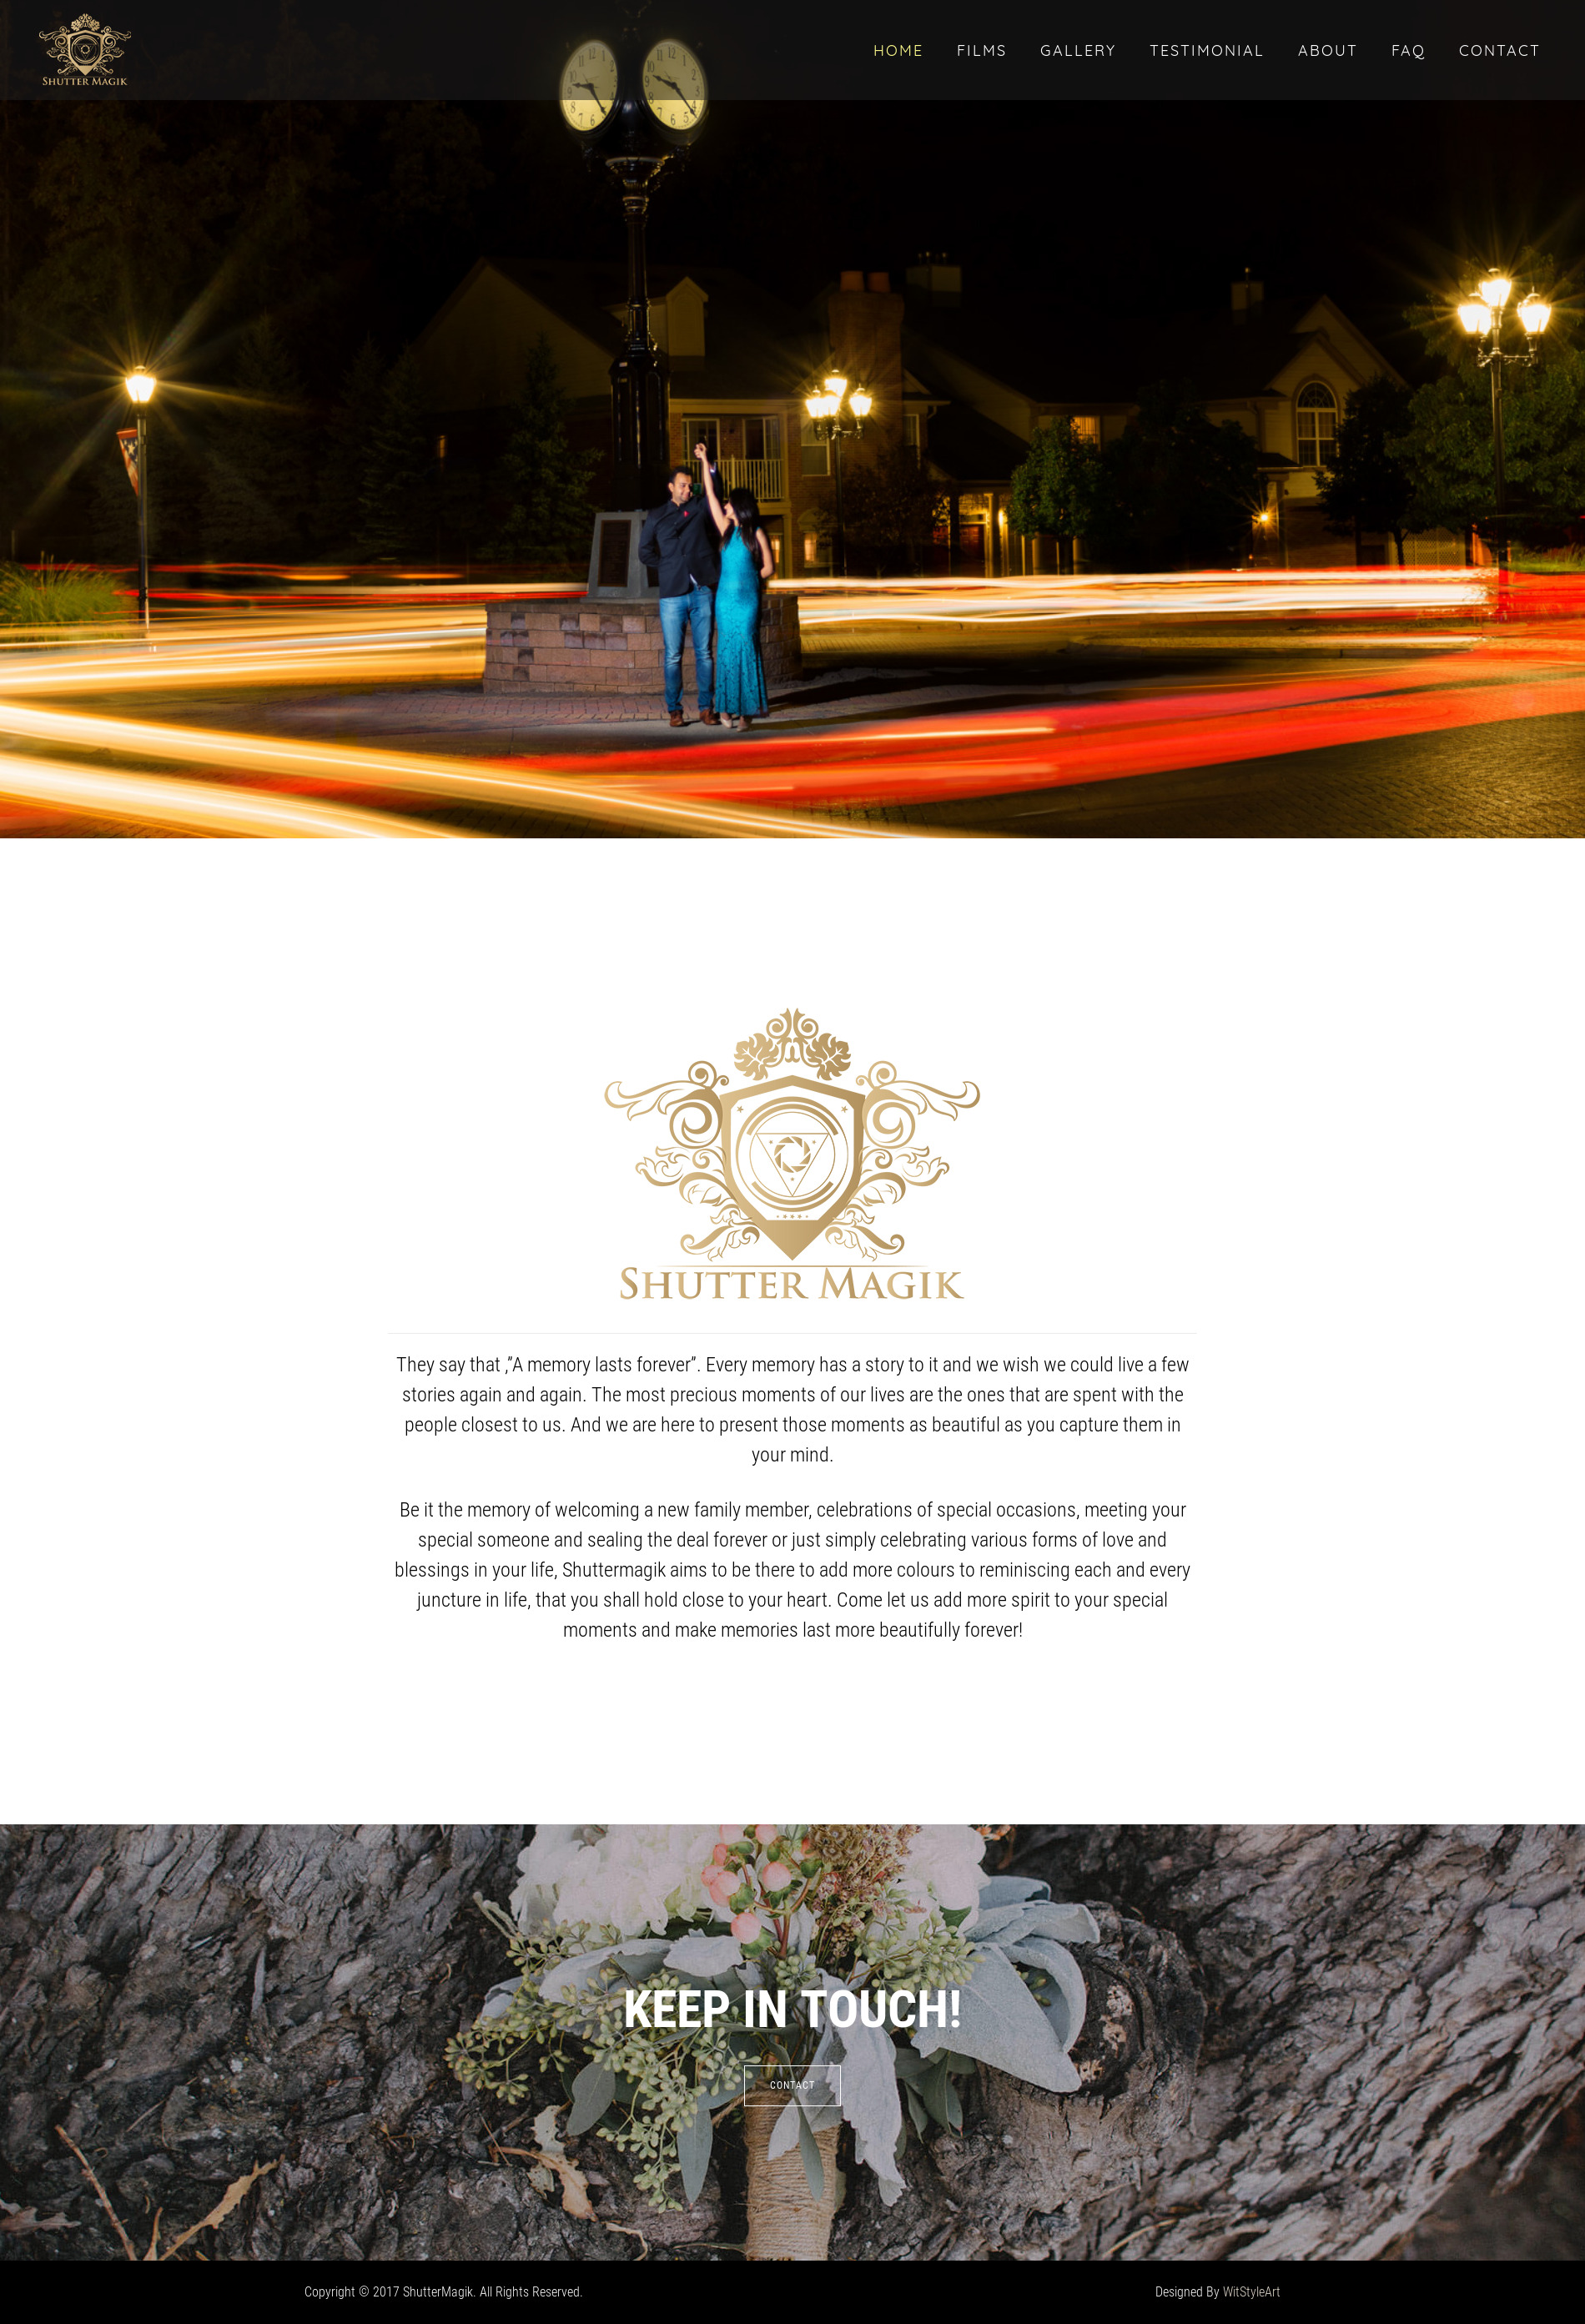 SHUTTER MAGIK
HOME FILMS GALLERY TESTIMONIAL ABOUT FAQ CONTACT
SHUTTER MAGIK
They say that ,”A memory lasts forever”. Every memory has a story to it and we wish we could live a few
stories again and again. The most precious moments of our lives are the ones that are spent with the
people closest to us. And we are here to present those moments as beautiful as you capture them in
your mind.
Be it the memory of welcoming a new family member, celebrations of special occasions, meeting your
special someone and sealing the deal forever or just simply celebrating various forms of love and
blessings in your life, Shuttermagik aims to be there to add more colours to reminiscing each and every
juncture in life, that you shall hold close to your heart. Come let us add more spirit to your special
moments and make memories last more beautifully forever!
KEEP IN TOUCH!
CONTACT
Copyright © 2017 ShutterMagik. All Rights Reserved.
Designed By WitStyleArt